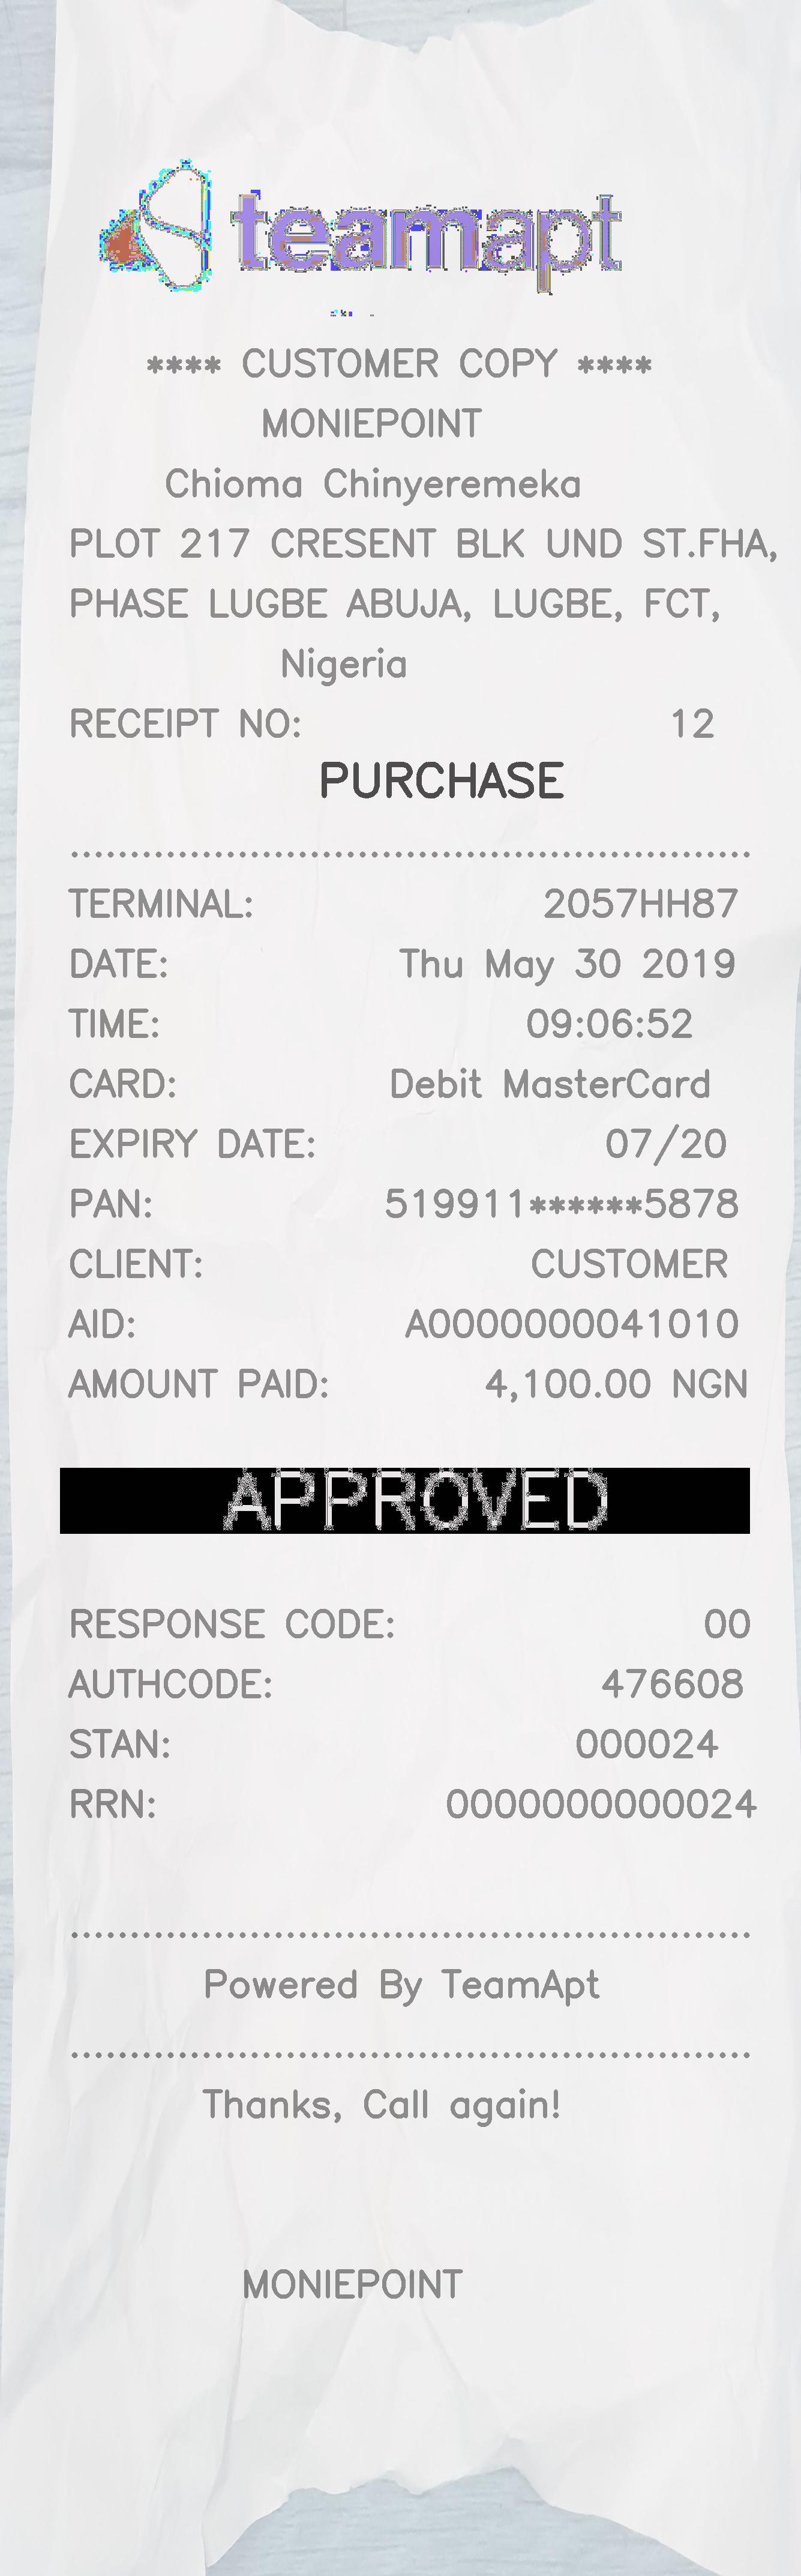 teamapt
**** CUSTOMER COPY ****
MONIEPOINT
Chioma Chinyeremeka
PLOT 217 CRESENT BLK UND ST.FHA,
PHASE LUGBE ABUJA, LUGBE, FCT,
Nigeria
RECEIPT NO: 12
PURCHASE
TERMINAL: 2057HH87
DATE: Thu May 30 2019
TIME: 09:06:52
CARD: Debit MasterCard
EXPIRY DATE: 07/20
PAN: 519911******5878
CLIENT: CUSTOMER
AID: A0000000041010
AMOUNT PAID: 4,100.00 NGN
APPROVED
RESPONSE CODE: 00
AUTHCODE: 476608
STAN: 000024
RRN: 0000000000024
Powered By TeamApt
Thanks, Call again!
MONIEPOINT